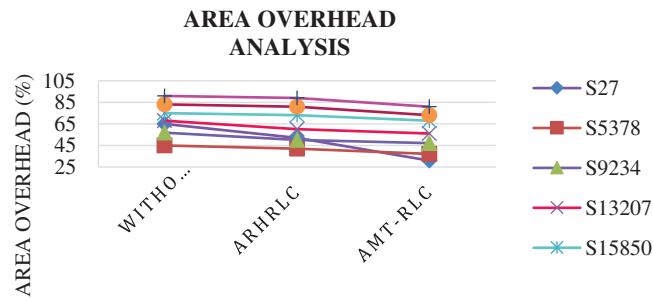 AREA OVERHEAD
ANALYSIS
AREA OVERHEAD (%)
105
85
65
45
25
WITHO...
ARHRLC
AMT-RLC
S27
S5378
S9234
S13207
S15850